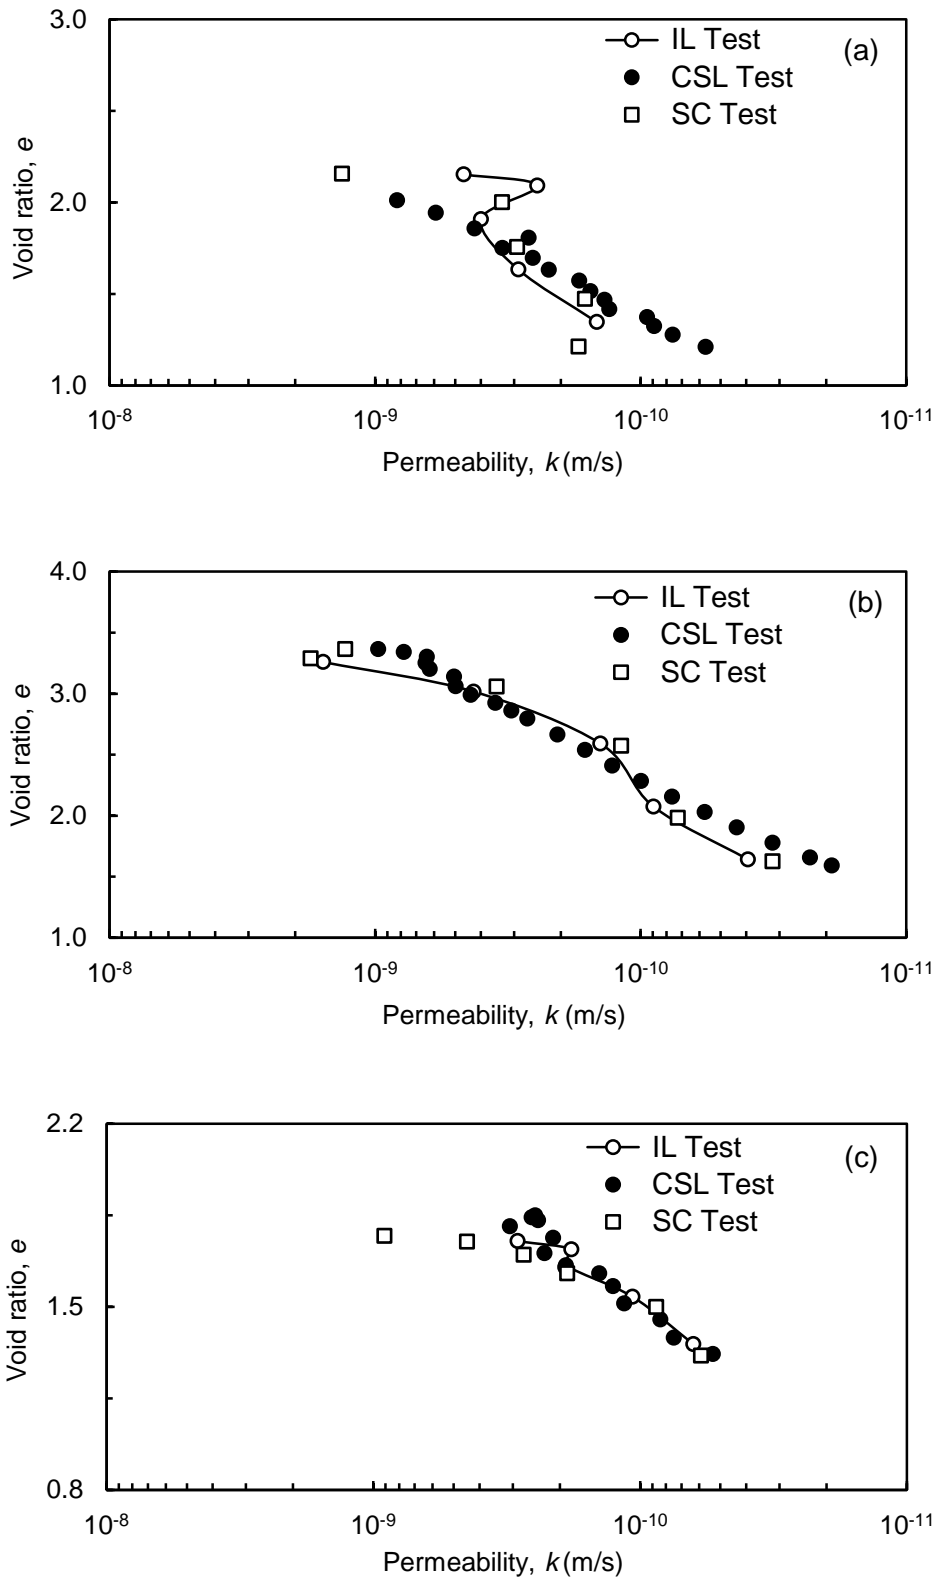 3.0
IL Test
(a)
CSL Test
SC Test
Void ratio, e
2.0
1.0
10-8
10-9
10-10
10-11
Permeability, k (m/s)
4.0
IL Test
(b)
CSL Test
SC Test
Void ratio, e
3.0
2.0
1.0
10-8
10-9
10-10
10-11
Permeability, k (m/s)
2.2
IL Test
(c)
CSL Test
SC Test
Void ratio, e
1.5
0.8
10-8
10-9
10-10
10-11
Permeability, k (m/s)